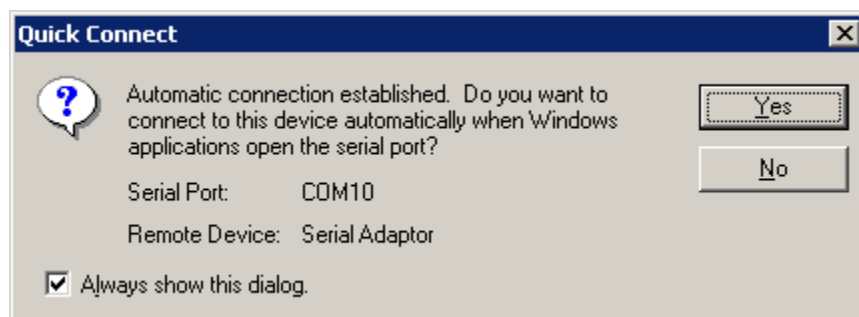 Quick Connect
Automatic connection established. Do you want to
connect to this device automatically when Windows
applications open the serial port?
Serial Port: COM10
Remote Device: Serial Adaptor
Always show this dialog.
Yes
No